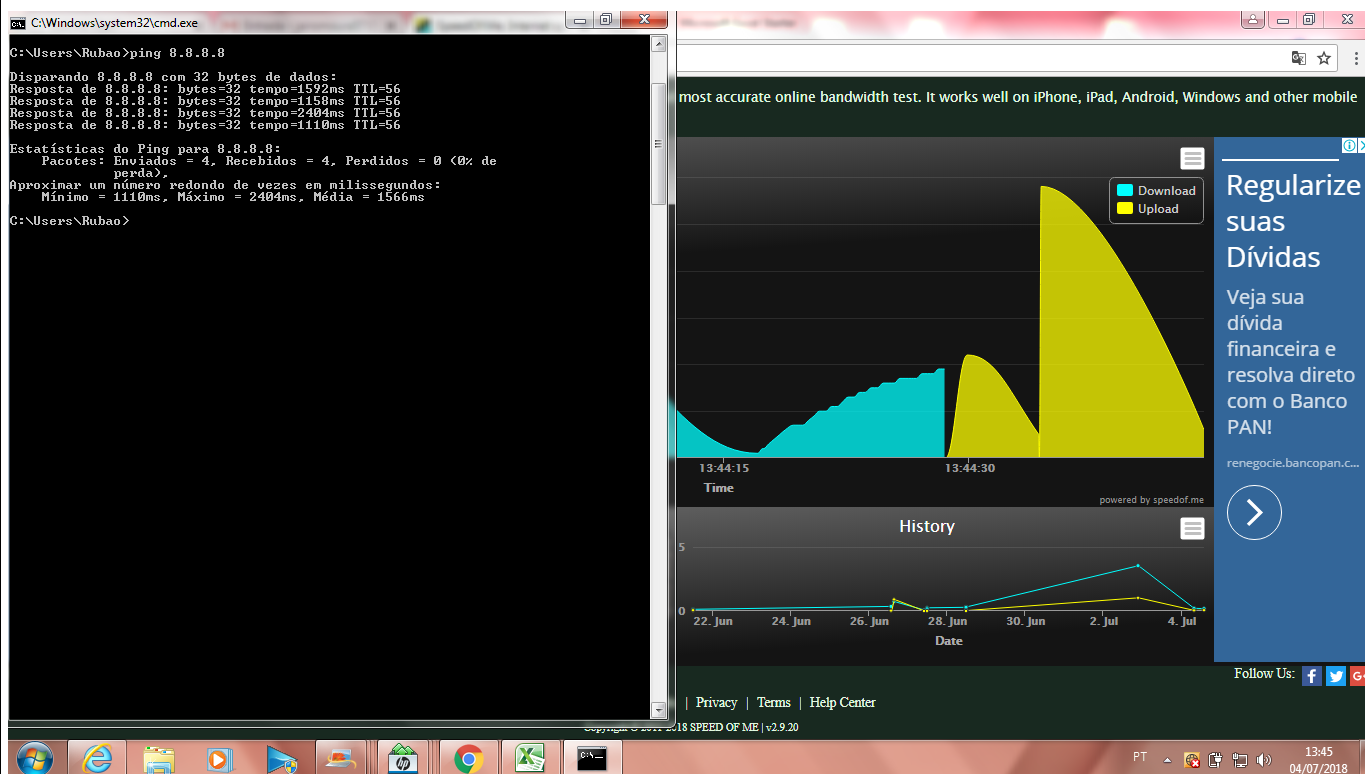 C:\Windows\system32\cmd.exe
C:\Users\Rubao>ping 8.8.8.8
Disparando 8.8.8.8 com 32 bytes de dados:
Resposta de 8.8.8.8: bytes=32 tempo=1592ms TTL=56
Resposta de 8.8.8.8: bytes=32 tempo=1158ms TTL=56
Resposta de 8.8.8.8: bytes=32 tempo=2404ms TTL=56
Resposta de 8.8.8.8: bytes=32 tempo=1110ms TTL=56
Estatísticas do Ping para 8.8.8.8:
Pacotes: Enviados = 4, Recebidos = 4, Perdidos = 0 (0% de
perda),
Aproximar um número redondo de vezes em milissegundos:
Mínimo = 1110ms, Máximo = 2404ms, Média = 1566ms
C:\Users\Rubao>
most accurate online bandwidth test. It works well on iPhone, iPad, Android, Windows and other mobile
Download
Upload
13:44:15
13:44:30
Time
powered by speedof.me
History
5
0
22. Jun
24. Jun
26. Jun
28. Jun
30. Jun
2. Jul
4. Jul
Date
Regularize
suas
Dívidas
Veja sua
dívida
financeira e
resolva direto
com o Banco
PAN!
renegocie.bancopan.c...
Follow Us:
| Privacy | Terms | Help Center
2018 SPEED OF ME | v2.9.20
PT
13:45
04/07/2018